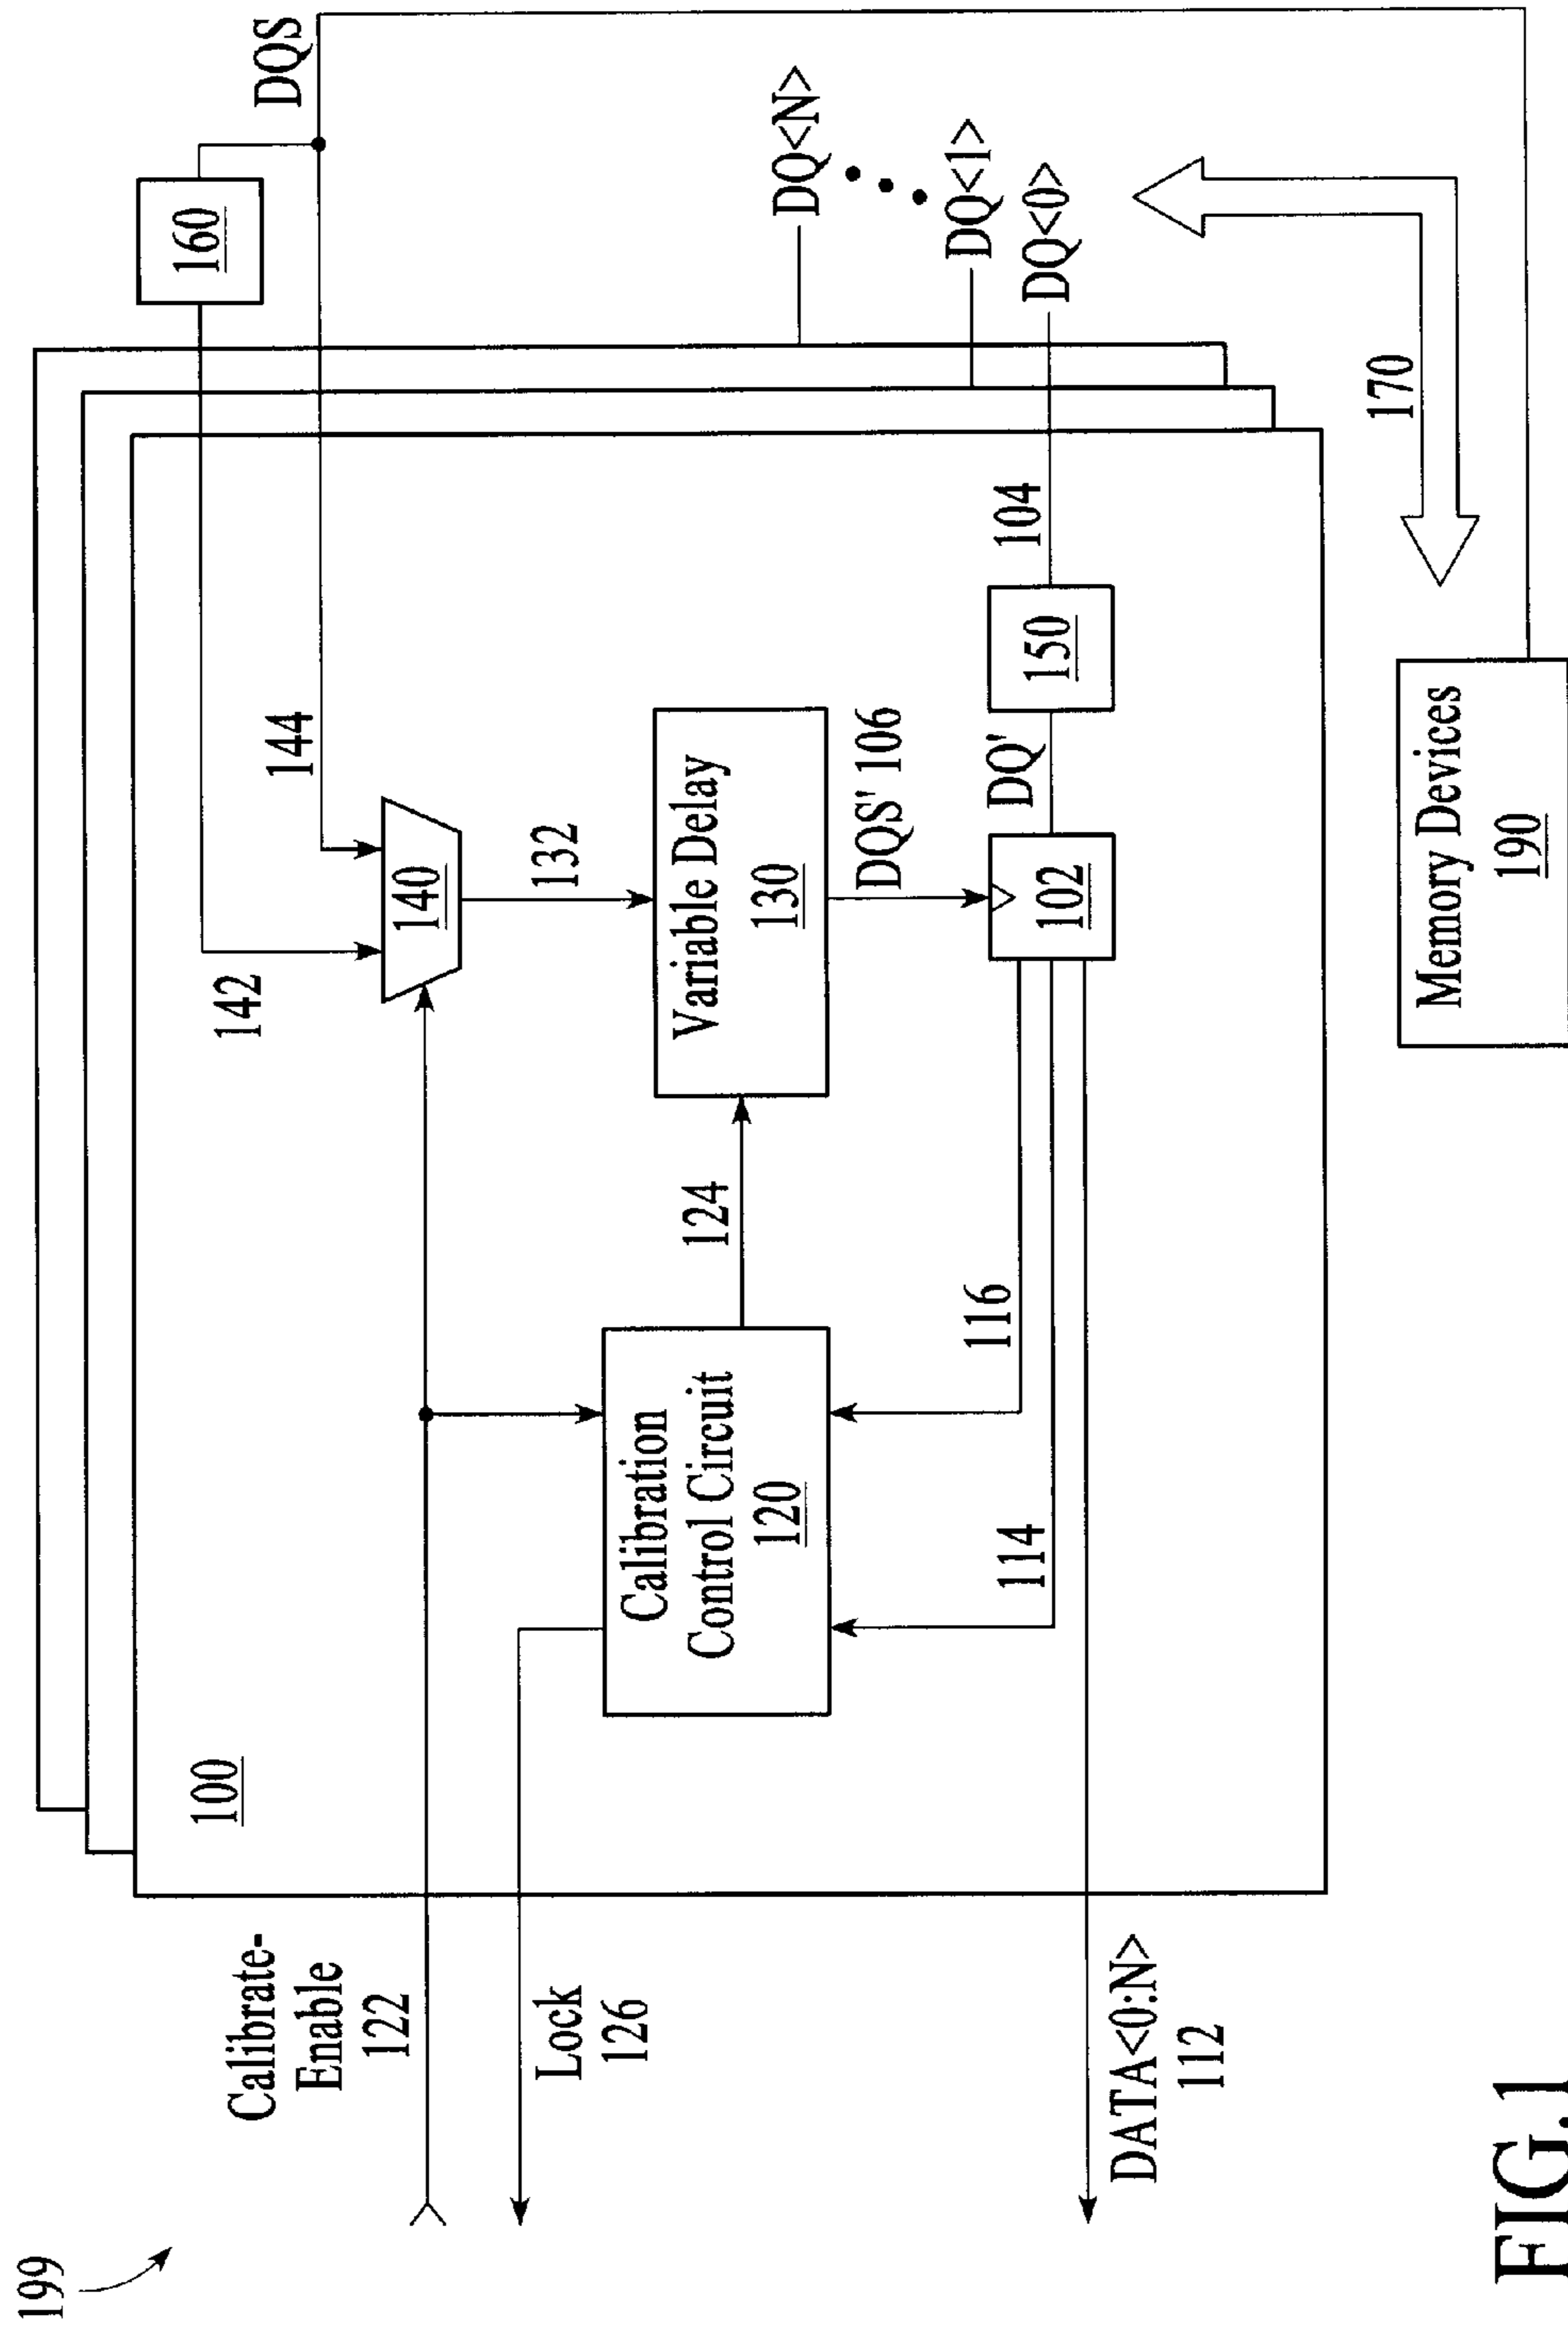 199
Calibrate-
Enable
122
Lock
126
DATA<0:N>
112
100
Calibration
Control Circuit
120
114
116
124
142
144
140
132
Variable Delay
130
DQS' 106
102
DQ'
150
104
160
DQS
DQ<N>
DQ<1>
DQ<0>
170
Memory Devices
190
FIG.1